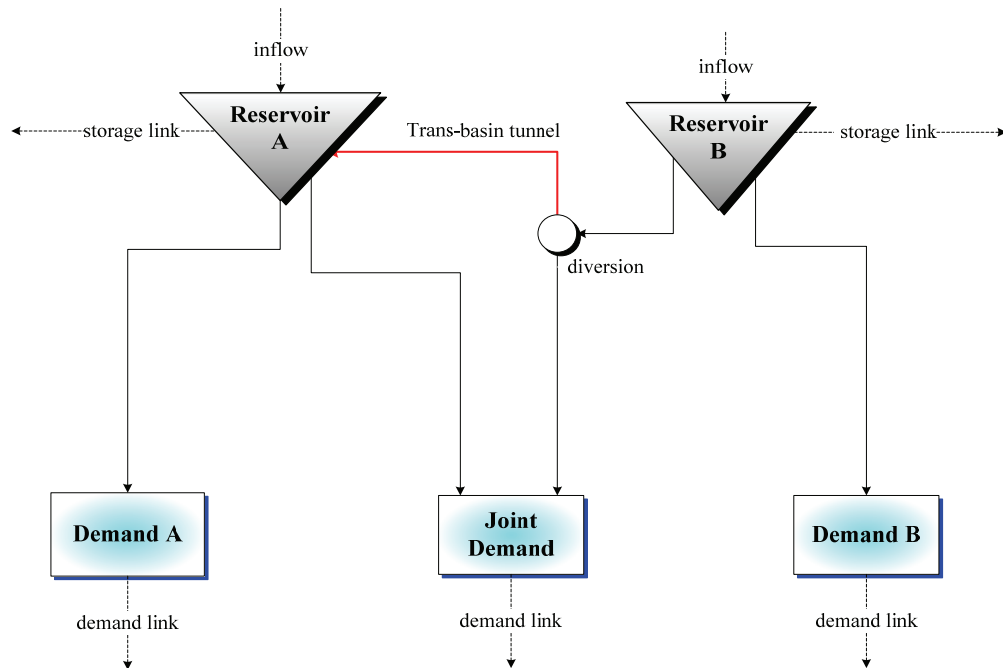 inflow
inflow
Reservoir
A
Reservoir
B
storage link
Trans-basin tunnel
storage link
diversion
Demand A
Joint
Demand
Demand B
demand link
demand link
demand link